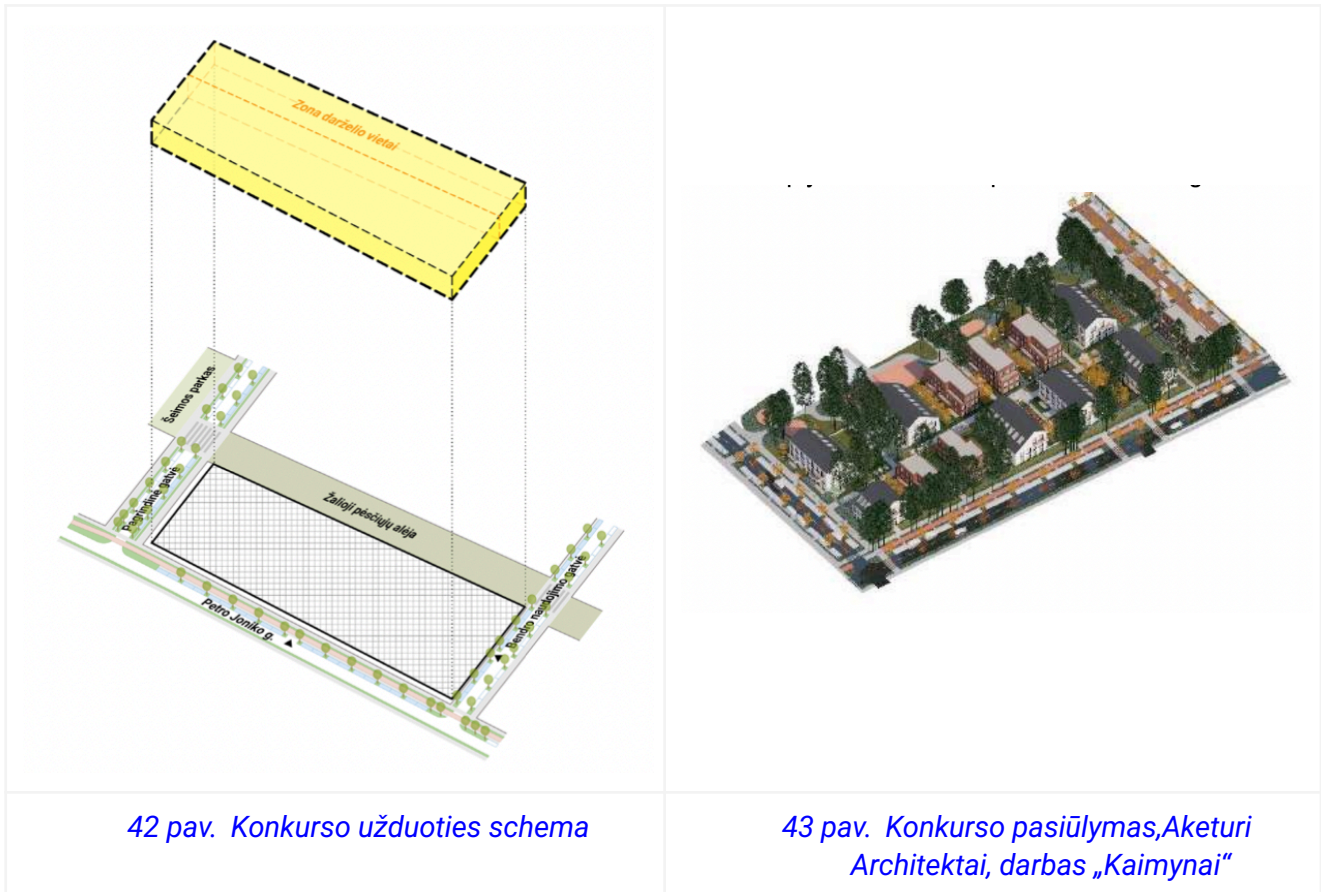 Zona darželio vietai
Šeimos parkas
Pagrindinė gatvė
Žalioji pėsčiųjų alėja
Bendro naudojimo gatvė
Petro Joniko g.
42 pav. Konkurso užduoties schema
43 pav. Konkurso pasiūlymas,Aketuri
Architektai, darbas „Kaimynai“